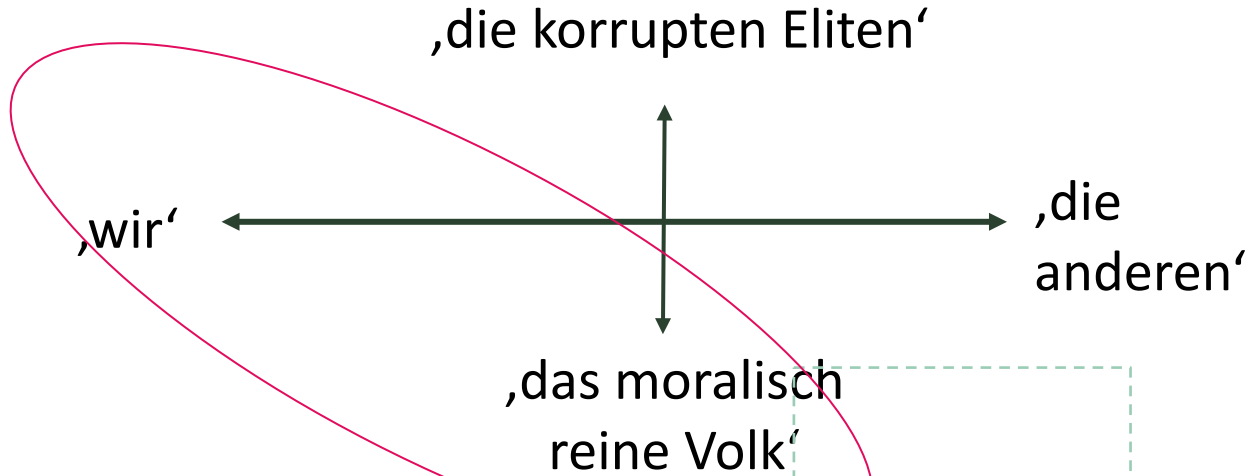 ‚die korrupten Eliten‘
‚wir‘
‚die
anderen‘
‚das moralisch
reine Volk‘